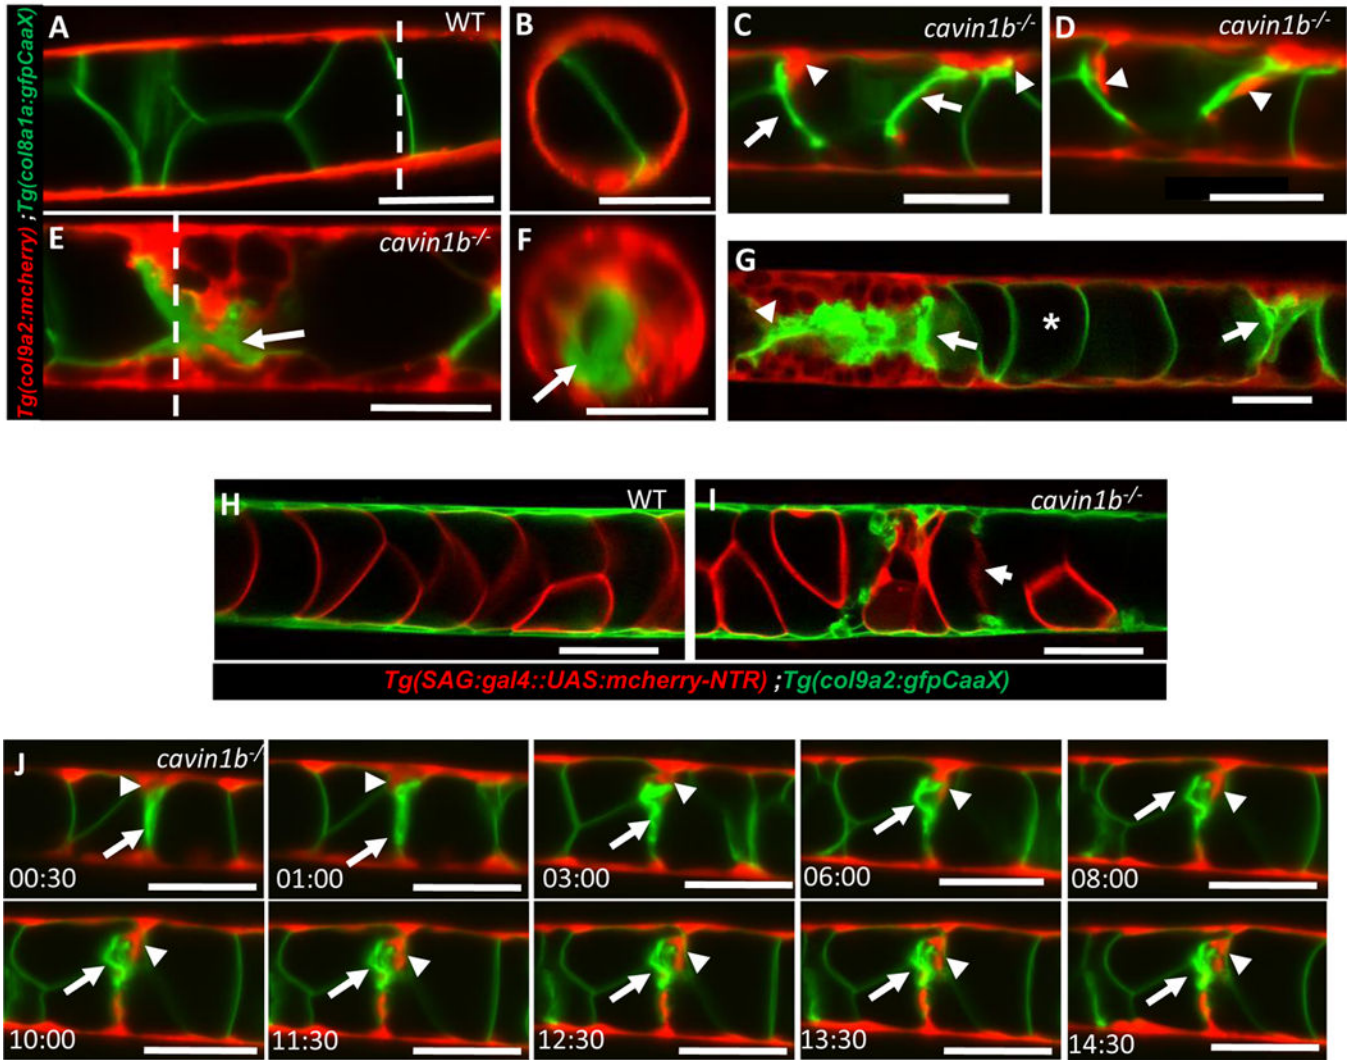 A
WT
B
C
cavin1b-/-
D
cavin1b-/-
Tg(col9a2:mcherry) ;Tg(col8a1a:gfpCaaX)
E
cavin1b-/-
F
G
*
H
WT
I
cavin1b-/-
Tg(SAG:gal4::UAS:mcherry-NTR) ;Tg(col9a2:gfpCaaX)
J
cavin1b-/
00:30
01:00
03:00
06:00
08:00
10:00
11:30
12:30
13:30
14:30